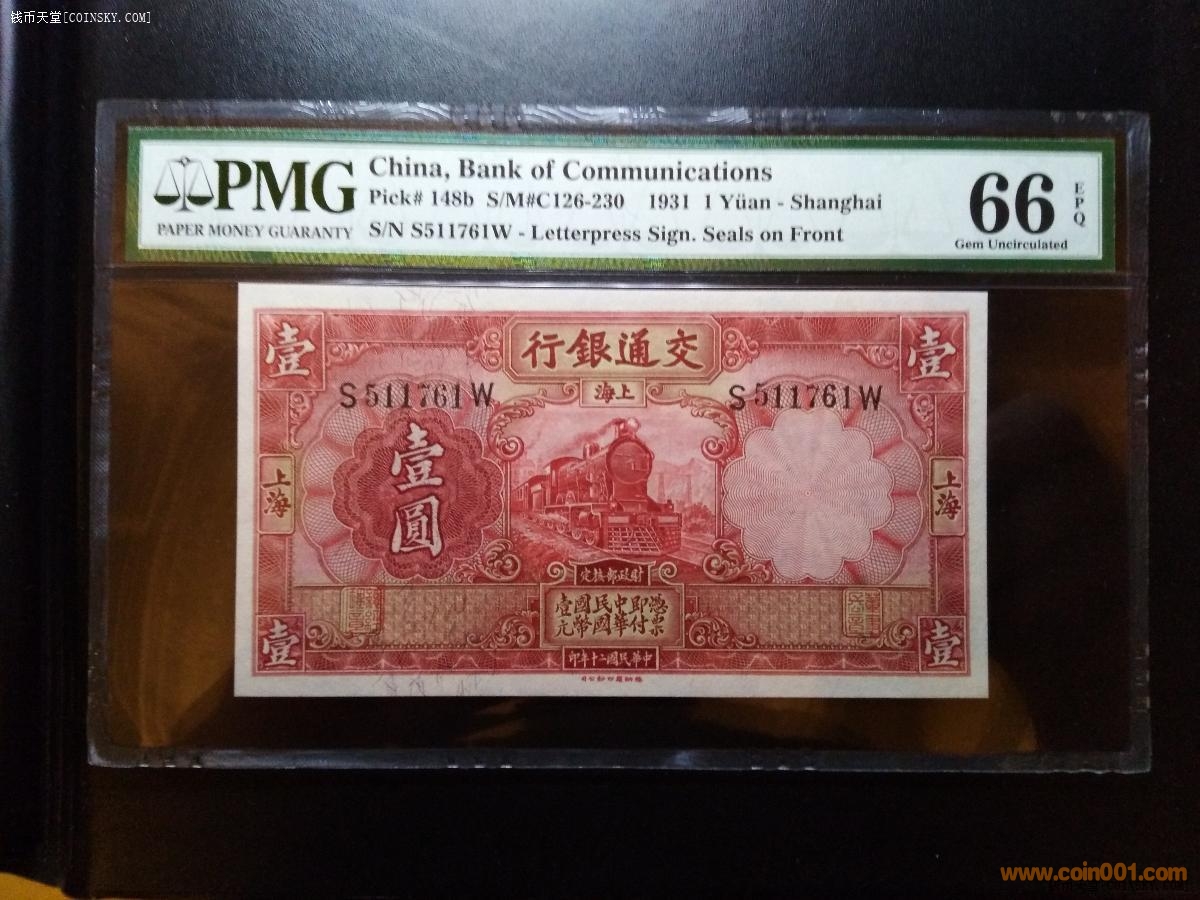 钱币天堂[COINSKY.COM]
PMG
PAPER MONEY GUARANTY
China, Bank of Communications
Pick# 148b S/M#C126-230 1931 1 Yüan - Shanghai
S/N S511761W - Letterpress Sign. Seals on Front
66
EPQ
Gem Uncirculated
壹
行銀通交
壹
海上
S511761W
S511761W
壹圓
上海
上海
定核部政財
憑票
即付
中華
民國
國幣
壹元
壹
壹
印年十二國民華中
www.coin001.com